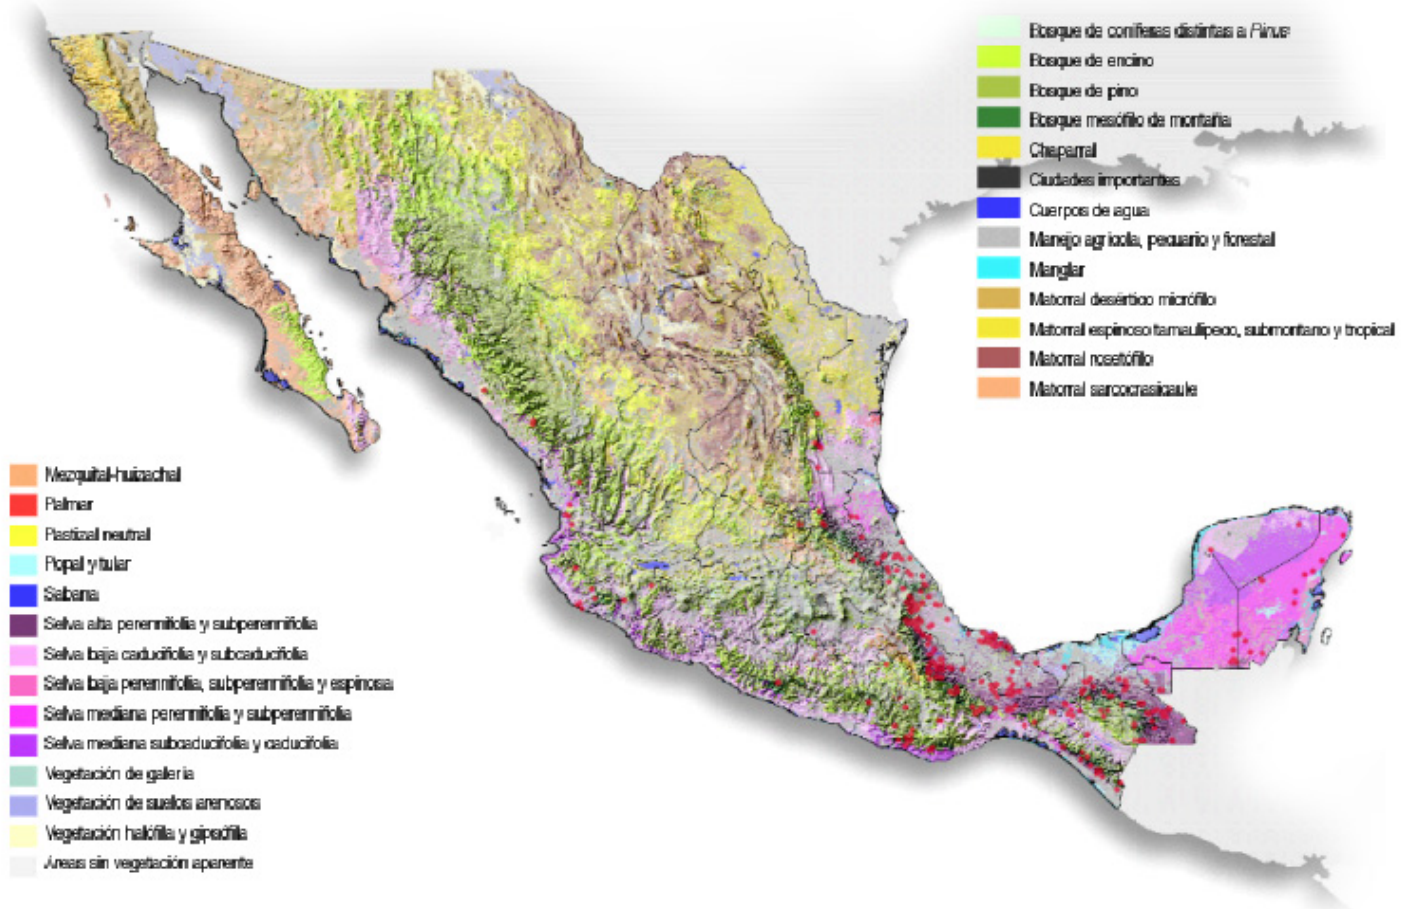 Bosque de coníferas distintas a Pinus
Bosque de encino
Bosque de pino
Bosque mesófilo de montaña
Chaparral
Ciudades importantes
Cuerpos de agua
Manejo agrícola, pecuario y forestal
Manglar
Matorral desértico micrófilo
Matorral espinoso tamaulipeco, submontano y tropical
Matorral rosetófilo
Matorral sarcocrasicaule
Mezquital-huizachal
Palmar
Pastizal neutral
Popal y tular
Sabana
Selva alta perennifolia y subperennifolia
Selva baja caducifolia y subcaducifolia
Selva baja perennifolia, subperennifolia y espinosa
Selva mediana perennifolia y subperennifolia
Selva mediana subcaducifolia y caducifolia
Vegetación de galería
Vegetación de suelos arenosos
Vegetación halófila y gipsófila
Áreas sin vegetación aparente